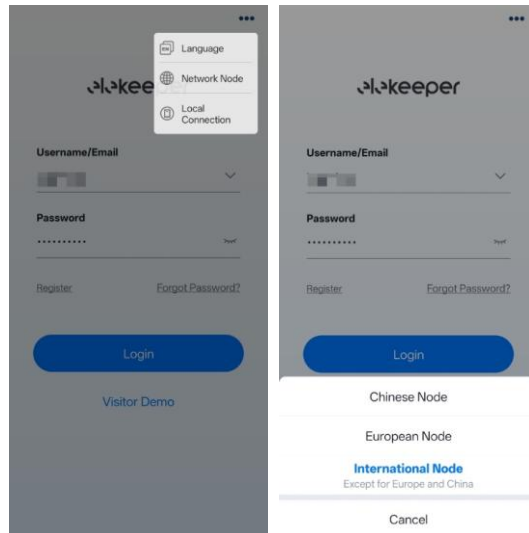 Language
Network Node
Local
Connection
elekeeper
Username/Email
Password
Register
Forgot Password?
Login
Visitor Demo
elekeeper
Username/Email
Password
Register
Forgot Password?
Login
Chinese Node
European Node
International Node
Except for Europe and China
Cancel